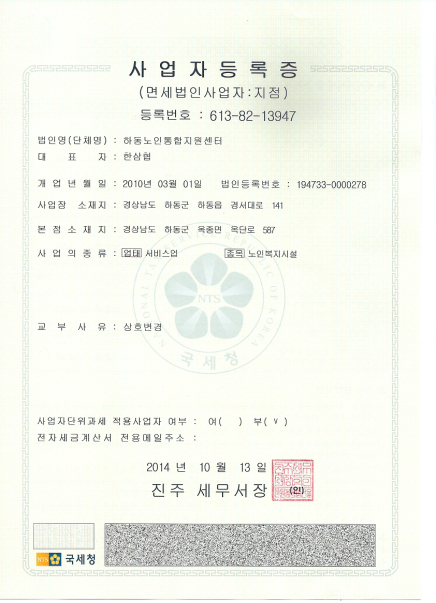 사업자등록증
(면세법인사업자:지점)
등록번호 : 613-82-13947
법인명(단체명) : 하동노인통합지원센터
대 표 자 : 한삼협
개 업 년 월 일 : 2010년 03월 01일 법인등록번호 : 194733-0000278
사업장 소재지 : 경상남도 하동군 하동읍 경서대로 141
본점 소재지 : 경상남도 하동군 옥종면 옥단로 587
사업의 종류 : 업태 서비스업 종목 노인복지시설
NATIONAL TAX SERVICE REPUBLIC OF KOREA
NTS
국세청
교 부 사 유 : 상호변경
사업자단위과세 적용사업자 여부 : 여( ) 부(v)
전자세금계산서 전용메일주소 :
2014 년 10 월 13 일
진주 세무서장 (인)
NTS 국세청